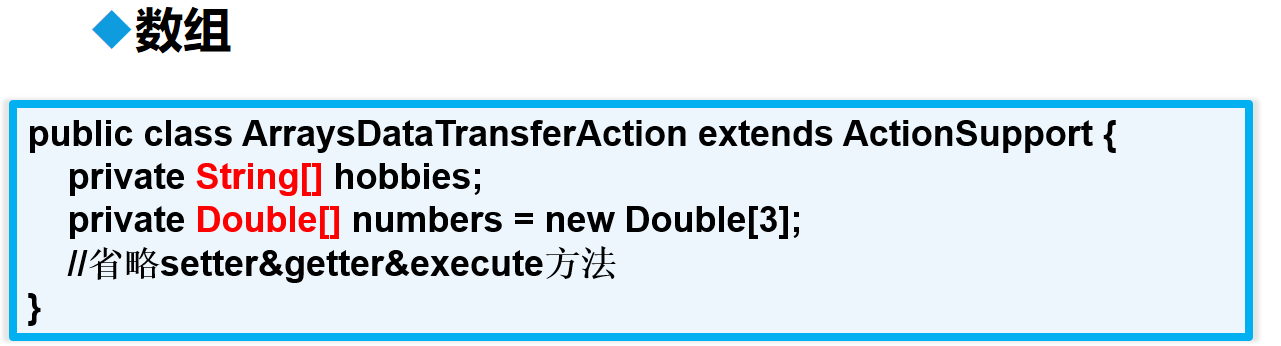 数组
public class ArraysDataTransferAction extends ActionSupport {
private String[] hobbies;
private Double[] numbers = new Double[3];
//省略setter&getter&execute方法
}